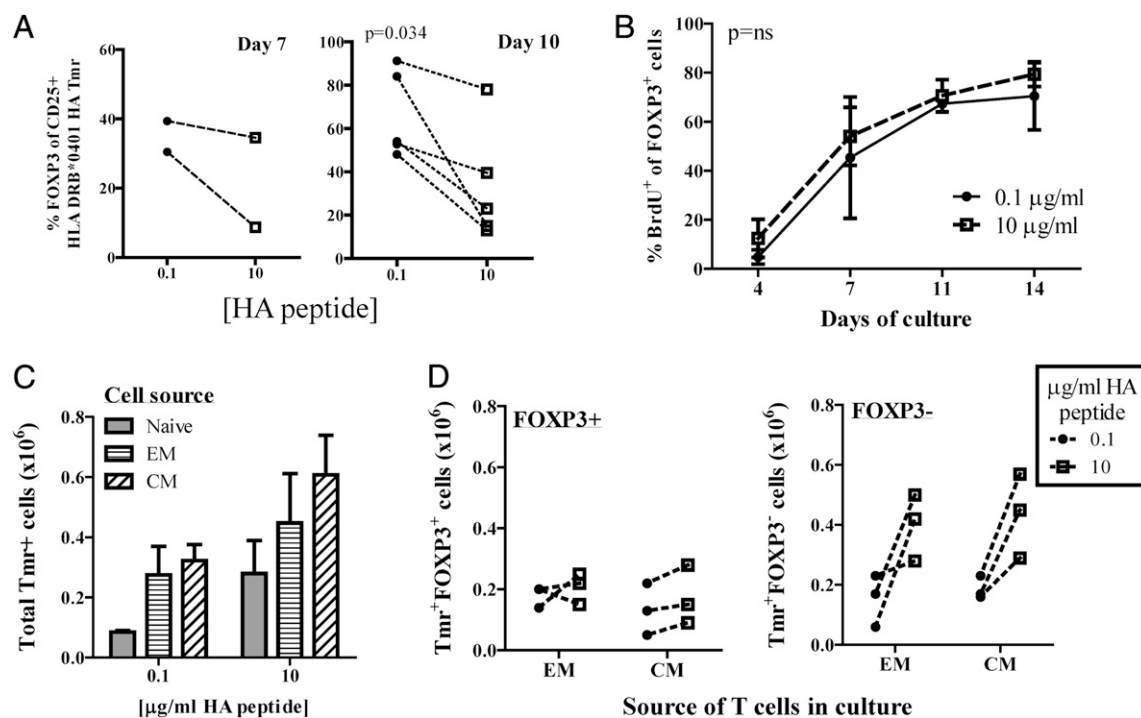 A
% FOXP3 of CD25+
HLA DRB*0401 HA Tmr
Day 7
60
40
20
0
0.1
10
p=0.034
Day 10
100
80
60
40
20
0
0.1
10
[HA peptide]
B
% BrdU⁺ of FOXP3⁺ cells
p=ns
100
80
60
40
20
0
4
7
11
14
0.1 μg/ml
10 μg/ml
Days of culture
C
Total Tmr+ cells (x10⁶)
Cell source
Naive
EM
CM
0.8
0.6
0.4
0.2
0.0
0.1
10
[μg/ml HA peptide]
D
Tmr⁺FOXP3⁺ cells (x10⁶)
FOXP3+
0.8
0.6
0.4
0.2
0.0
EM
CM
Tmr⁺FOXP3⁻ cells (x10⁶)
FOXP3-
0.8
0.6
0.4
0.2
0.0
EM
CM
μg/ml HA
peptide
0.1
10
Source of T cells in culture